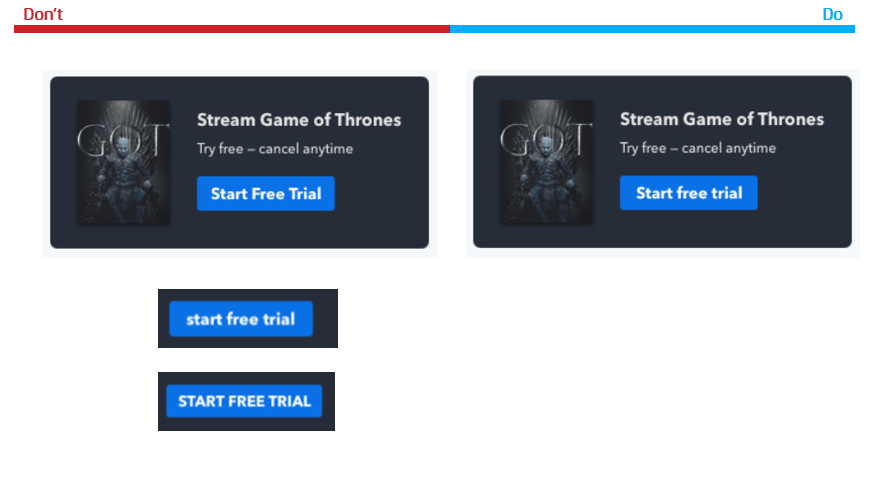 Don't
Do
GOT
Stream Game of Thrones
Try free – cancel anytime
Start Free Trial
GOT
Stream Game of Thrones
Try free – cancel anytime
Start free trial
start free trial
START FREE TRIAL